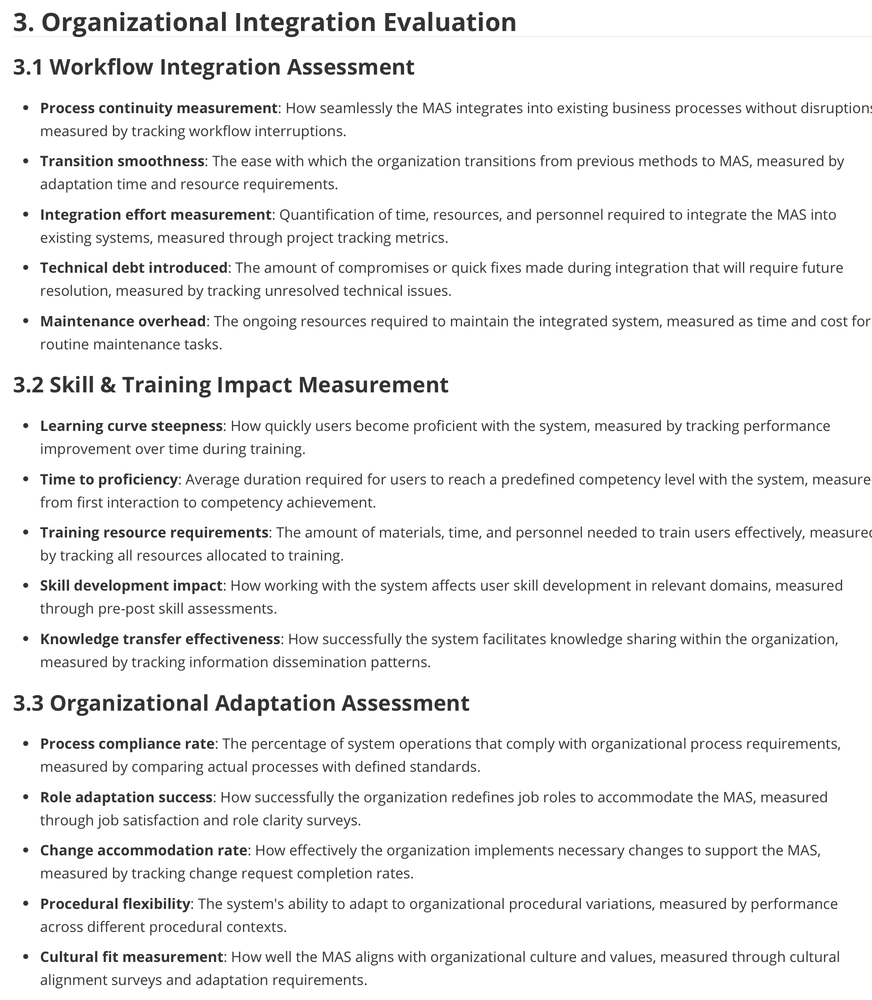 3. Organizational Integration Evaluation
3.1 Workflow Integration Assessment
• Process continuity measurement: How seamlessly the MAS integrates into existing business processes without disruptions
measured by tracking workflow interruptions.
• Transition smoothness: The ease with which the organization transitions from previous methods to MAS, measured by
adaptation time and resource requirements.
• Integration effort measurement: Quantification of time, resources, and personnel required to integrate the MAS into
existing systems, measured through project tracking metrics.
• Technical debt introduced: The amount of compromises or quick fixes made during integration that will require future
resolution, measured by tracking unresolved technical issues.
• Maintenance overhead: The ongoing resources required to maintain the integrated system, measured as time and cost for
routine maintenance tasks.
3.2 Skill & Training Impact Measurement
• Learning curve steepness: How quickly users become proficient with the system, measured by tracking performance
improvement over time during training.
• Time to proficiency: Average duration required for users to reach a predefined competency level with the system, measured
from first interaction to competency achievement.
• Training resource requirements: The amount of materials, time, and personnel needed to train users effectively, measured
by tracking all resources allocated to training.
• Skill development impact: How working with the system affects user skill development in relevant domains, measured
through pre-post skill assessments.
• Knowledge transfer effectiveness: How successfully the system facilitates knowledge sharing within the organization,
measured by tracking information dissemination patterns.
3.3 Organizational Adaptation Assessment
• Process compliance rate: The percentage of system operations that comply with organizational process requirements,
measured by comparing actual processes with defined standards.
• Role adaptation success: How successfully the organization redefines job roles to accommodate the MAS, measured
through job satisfaction and role clarity surveys.
• Change accommodation rate: How effectively the organization implements necessary changes to support the MAS,
measured by tracking change request completion rates.
• Procedural flexibility: The system's ability to adapt to organizational procedural variations, measured by performance
across different procedural contexts.
• Cultural fit measurement: How well the MAS aligns with organizational culture and values, measured through cultural
alignment surveys and adaptation requirements.